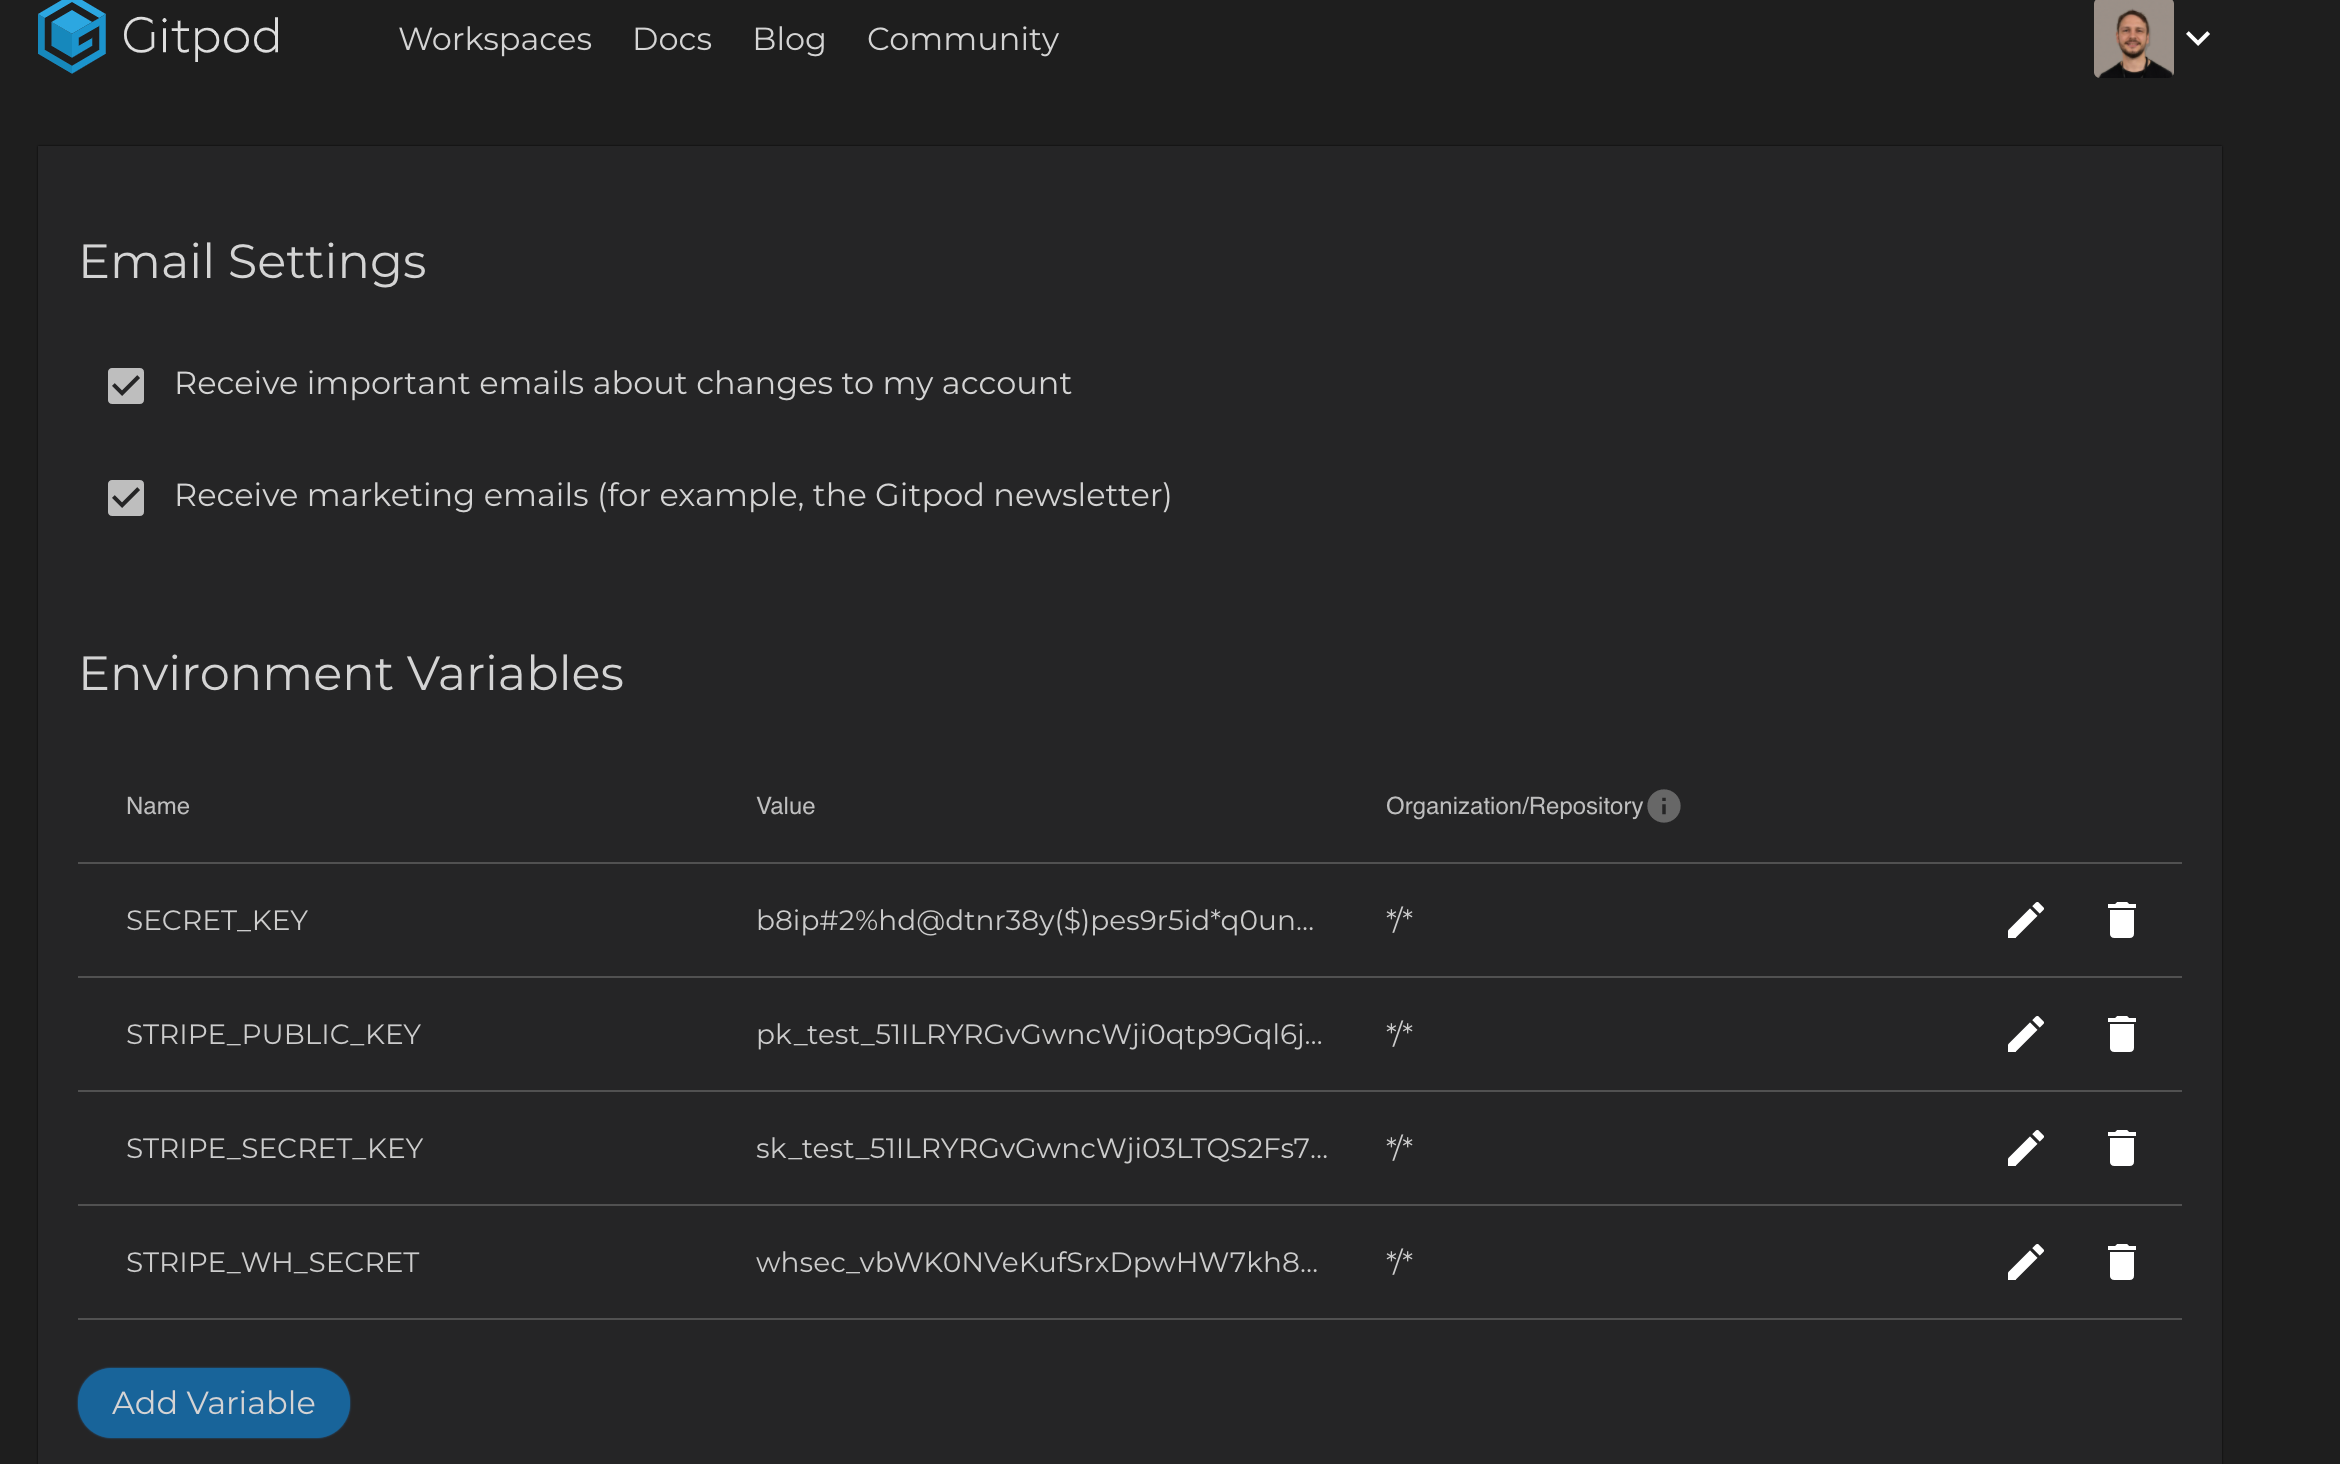 Gitpod Workspaces Docs Blog Community
Email Settings
Receive important emails about changes to my account
Receive marketing emails (for example, the Gitpod newsletter)
Environment Variables
Name Value Organization/Repository
SECRET_KEY b8ip#2%hd@dtnr38y($)pes9r5id*q0un... */*
STRIPE_PUBLIC_KEY pk_test_51ILRYRGvGwncWji0qtp9Gql6j... */*
STRIPE_SECRET_KEY sk_test_51ILRYRGvGwncWji03LTQS2Fs7... */*
STRIPE_WH_SECRET whsec_vbWK0NVeKufSrxDpwHW7kh8... */*
Add Variable